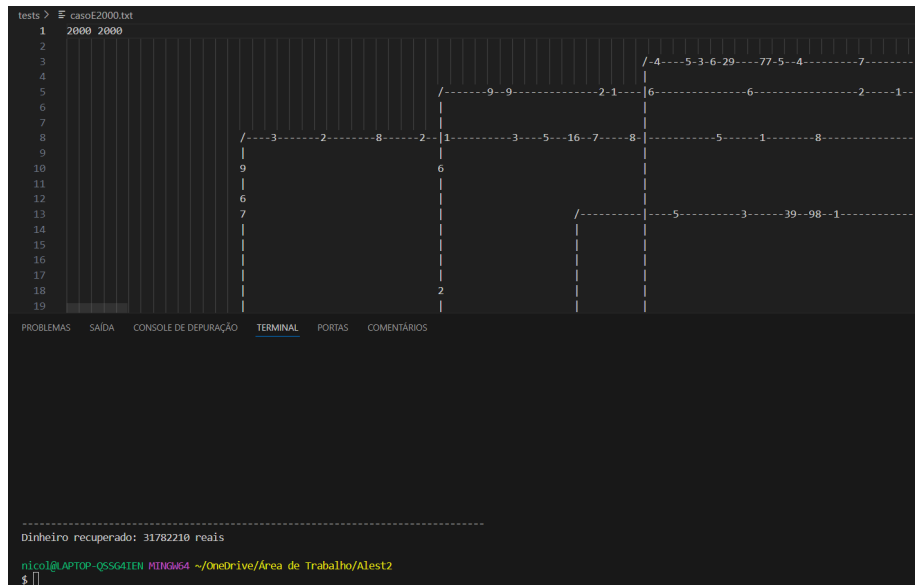 tests > casoE2000.txt
1 2000 2000
2
3 /-4----5-3-6-29----77-5--4---------7--------
4 |
5 /-------9--9-------------2-1----|6--------------6----------------2-----1--
6 | |
7 | |
8 /----3-------2--------8------2--|1----------3----5---16--7-----8-|-----------5------1--------8--------------
9 | | |
10 9 6 |
11 | | |
12 6 | |
13 7 | /----------|----5----------3------39--98--1------------
14 | | | |
15 | | | |
16 | | | |
17 | | | |
18 | 2 | |
19 | | | |
PROBLEMAS SAÍDA CONSOLE DE DEPURAÇÃO TERMINAL PORTAS COMENTÁRIOS
--------------------------------------------------------------------------------
Dinheiro recuperado: 31782210 reais
nicol@LAPTOP-QSSG4IEN MINGW64 ~/OneDrive/Área de Trabalho/Alest2
$